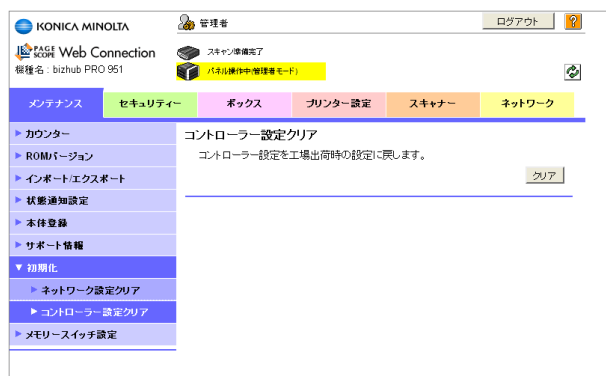 KONICA MINOLTA
管理者
ログアウト
?
PAGE SCOPE Web Connection
スキャン準備完了
機種名 : bizhub PRO 951
パネル操作中(管理者モード)
メンテナンス
セキュリティー
ボックス
プリンター設定
スキャナー
ネットワーク
カウンター
ROMバージョン
インポート/エクスポート
状態通知設定
本体登録
サポート情報
初期化
ネットワーク設定クリア
コントローラー設定クリア
メモリースイッチ設定
コントローラー設定クリア
コントローラー設定を工場出荷時の設定に戻します。
クリア